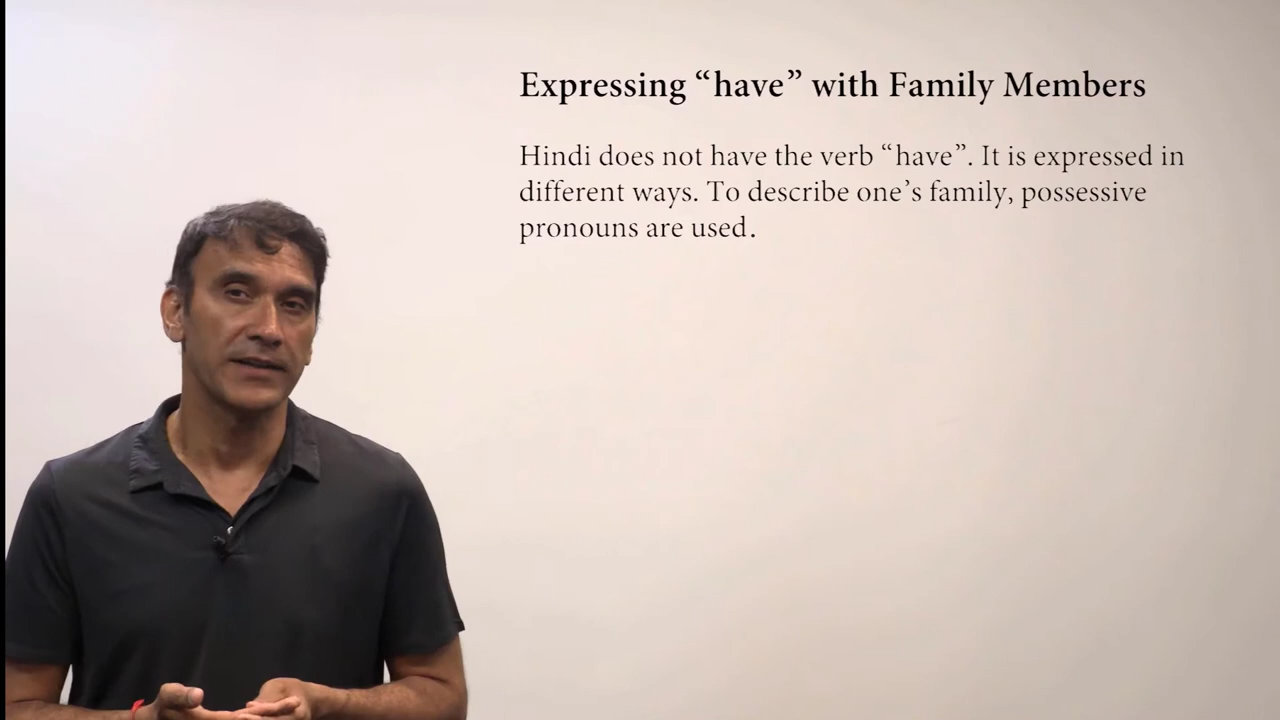 Expressing “have” with Family Members
Hindi does not have the verb “have”. It is expressed in
different ways. To describe one’s family, possessive
pronouns are used.